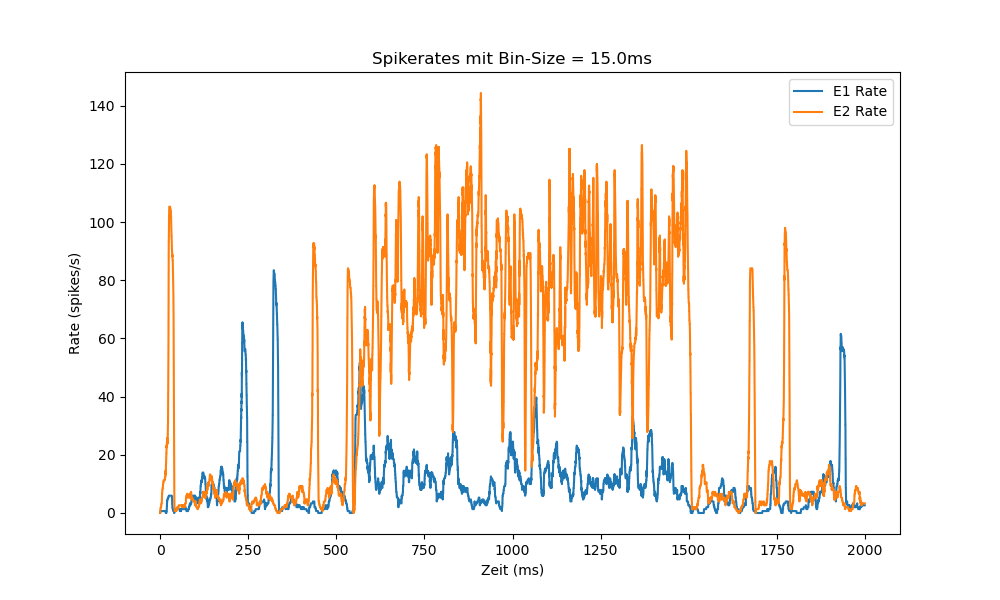 Spikerates mit Bin-Size = 15.0ms
E1 Rate
E2 Rate
140
120
100
80
60
40
20
0
Rate (spikes/s)
0 250 500 750 1000 1250 1500 1750 2000
Zeit (ms)